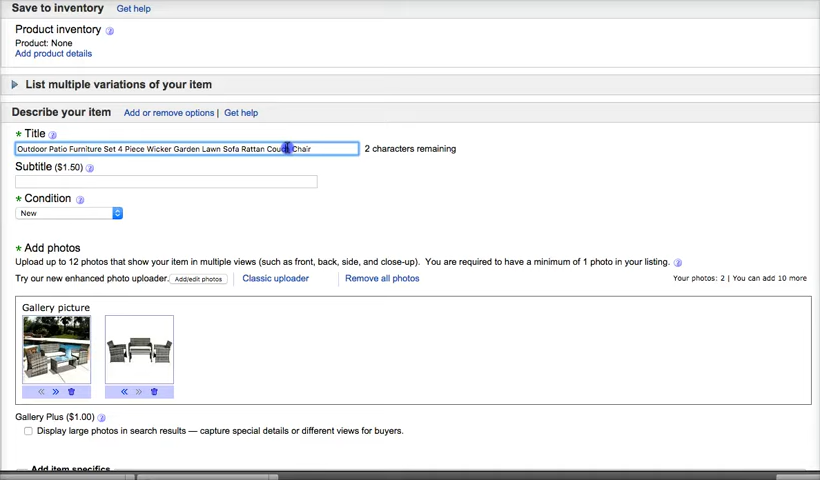 Save to inventory Get help
Product inventory
Product: None
Add product details
List multiple variations of your item
Describe your item Add or remove options | Get help
* Title
Outdoor Patio Furniture Set 4 Piece Wicker Garden Lawn Sofa Rattan Couch Chair 2 characters remaining
Subtitle ($1.50)
* Condition
New
* Add photos
Upload up to 12 photos that show your item in multiple views (such as front, back, side, and close-up). You are required to have a minimum of 1 photo in your listing.
Try our new enhanced photo uploader. Add/edit photos Classic uploader Remove all photos Your photos: 2 | You can add 10 more
Gallery picture
Gallery Plus ($1.00)
Display large photos in search results — capture special details or different views for buyers.
Add item specifics